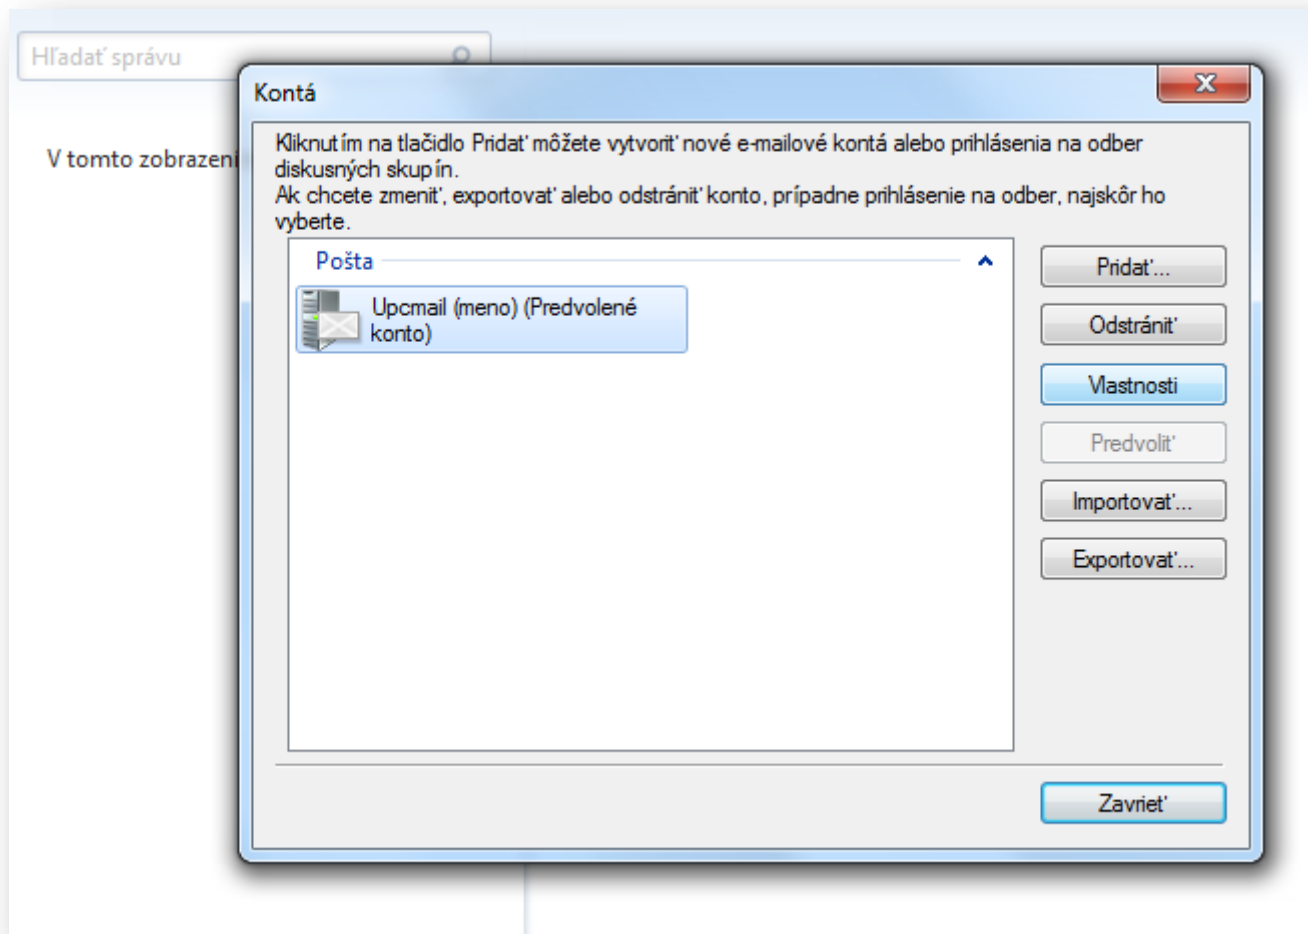 Hľadať správu
Kontá
V tomto zobrazení
Kliknutím na tlačidlo Pridať môžete vytvoriť nové e-mailové kontá alebo prihlásenia na odber
diskusných skupín.
Ak chcete zmeniť, exportovať alebo odstrániť konto, prípadne prihlásenie na odber, najskôr ho
vyberte.
Pošta
Upcmail (meno) (Predvolené
konto)
Pridať...
Odstrániť
Vlastnosti
Predvoliť
Importovať...
Exportovať...
Zavrieť